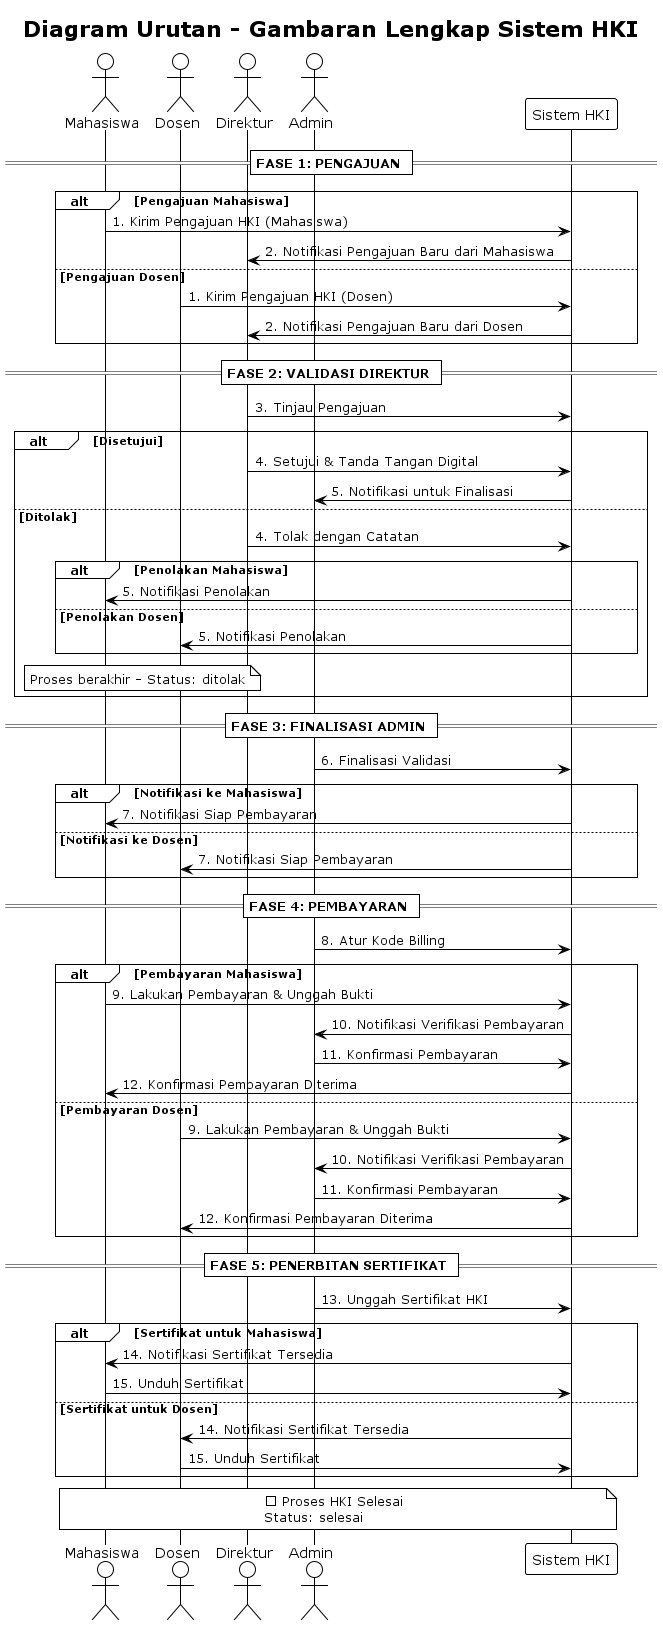 Diagram Urutan - Gambaran Lengkap Sistem HKI
Mahasiswa Dosen Direktur Admin Sistem HKI
FASE 1: PENGAJUAN
alt [Pengajuan Mahasiswa]
1. Kirim Pengajuan HKI (Mahasiswa)
2. Notifikasi Pengajuan Baru dari Mahasiswa
[Pengajuan Dosen]
1. Kirim Pengajuan HKI (Dosen)
2. Notifikasi Pengajuan Baru dari Dosen
FASE 2: VALIDASI DIREKTUR
3. Tinjau Pengajuan
alt [Disetujui]
4. Setujui & Tanda Tangan Digital
5. Notifikasi untuk Finalisasi
[Ditolak]
4. Tolak dengan Catatan
alt [Penolakan Mahasiswa]
5. Notifikasi Penolakan
[Penolakan Dosen]
5. Notifikasi Penolakan
Proses berakhir - Status: ditolak
FASE 3: FINALISASI ADMIN
6. Finalisasi Validasi
alt [Notifikasi ke Mahasiswa]
7. Notifikasi Siap Pembayaran
[Notifikasi ke Dosen]
7. Notifikasi Siap Pembayaran
FASE 4: PEMBAYARAN
8. Atur Kode Billing
alt [Pembayaran Mahasiswa]
9. Lakukan Pembayaran & Unggah Bukti
10. Notifikasi Verifikasi Pembayaran
11. Konfirmasi Pembayaran
12. Konfirmasi Pembayaran Diterima
[Pembayaran Dosen]
9. Lakukan Pembayaran & Unggah Bukti
10. Notifikasi Verifikasi Pembayaran
11. Konfirmasi Pembayaran
12. Konfirmasi Pembayaran Diterima
FASE 5: PENERBITAN SERTIFIKAT
13. Unggah Sertifikat HKI
alt [Sertifikat untuk Mahasiswa]
14. Notifikasi Sertifikat Tersedia
15. Unduh Sertifikat
[Sertifikat untuk Dosen]
14. Notifikasi Sertifikat Tersedia
15. Unduh Sertifikat
□ Proses HKI Selesai
Status: selesai
Mahasiswa Dosen Direktur Admin Sistem HKI